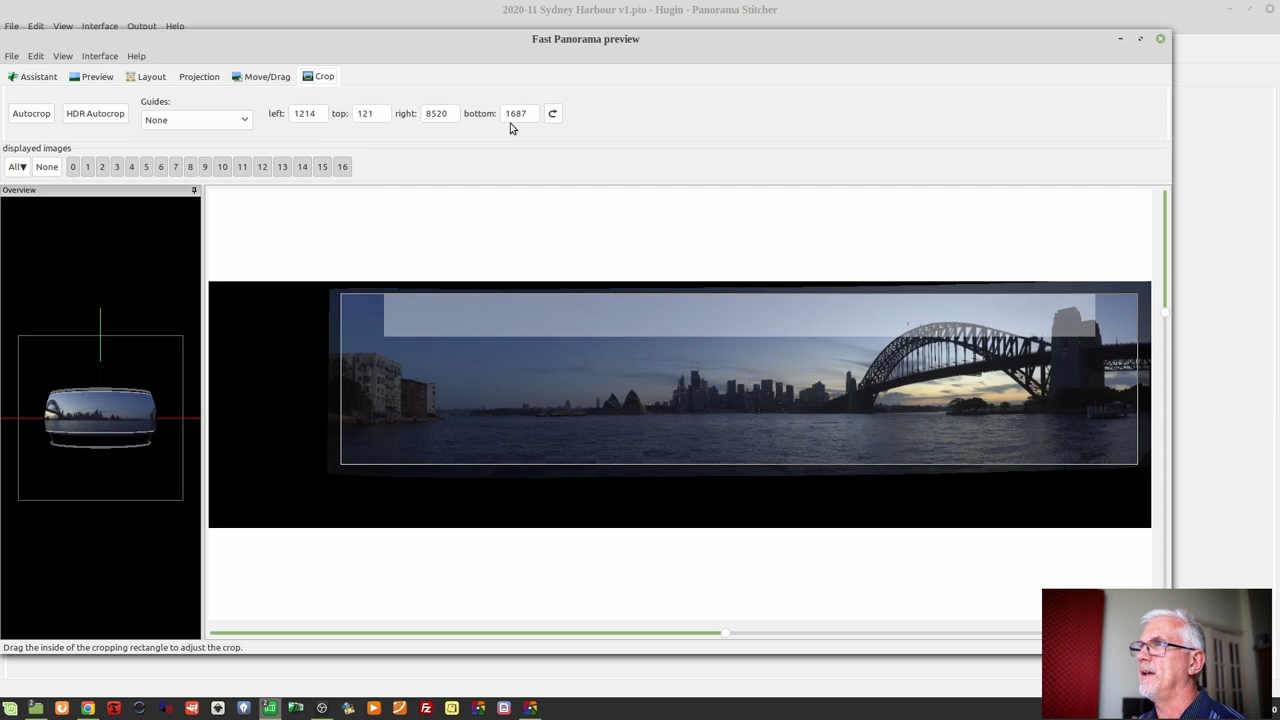 2020-11 Sydney Harbour v1.pto - Hugin - Panorama Stitcher
File Edit View Interface Output Help
Fast Panorama preview
File Edit View Interface Help
Assistant Preview Layout Projection Move/Drag Crop
Guides:
Autocrop HDR Autocrop None left: 1214 top: 121 right: 8520 bottom: 1687
displayed images
All▼ None 0 1 2 3 4 5 6 7 8 9 10 11 12 13 14 15 16
Overview
Drag the inside of the cropping rectangle to adjust the crop.